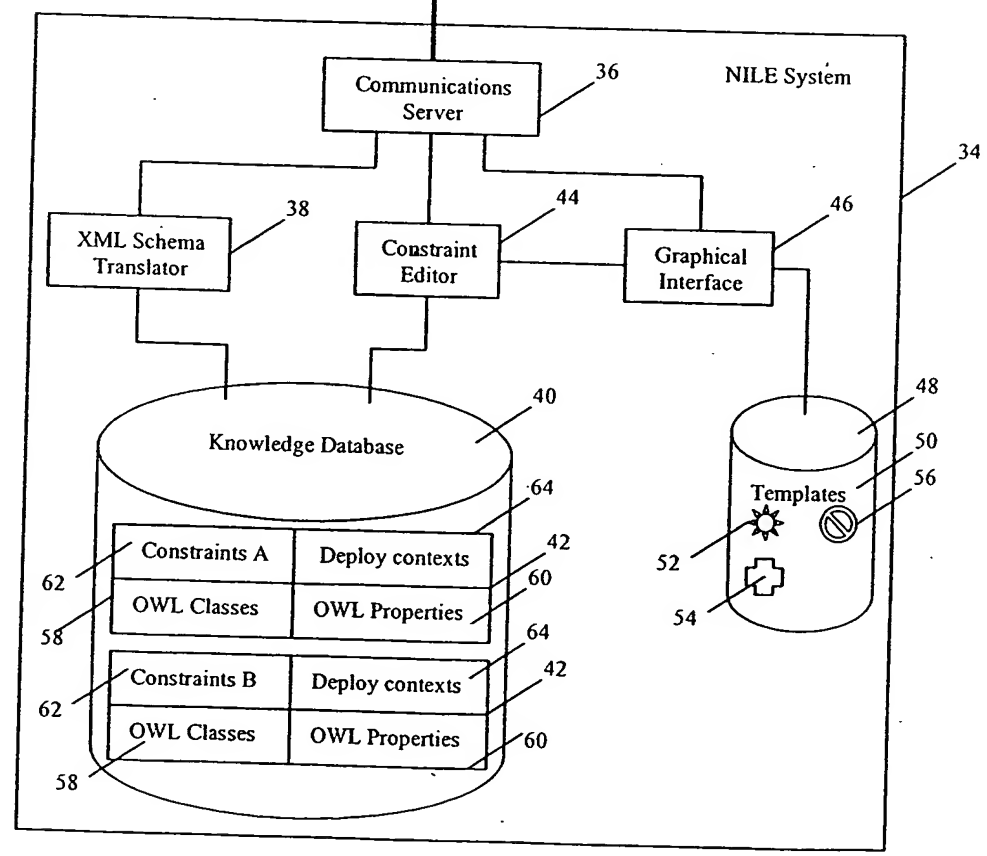 NILE System
Communications
Server
36
34
XML Schema
Translator
38
Constraint
Editor
44
Graphical
Interface
46
Knowledge Database
40
48
50
Templates
56
52
54
64
Constraints A
Deploy contexts
42
62
60
OWL Classes
OWL Properties
58
64
Constraints B
Deploy contexts
42
62
OWL Classes
OWL Properties
60
58